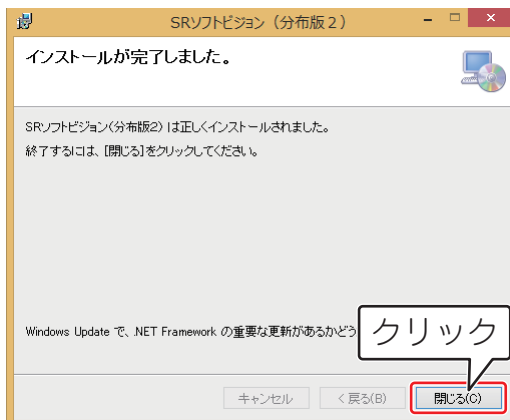 SRソフトビジョン（分布版２）
インストールが完了しました。
SRソフトビジョン(分布版2) は正しくインストールされました。
終了するには、[閉じる]をクリックしてください。
Windows Update で、.NET Framework の重要な更新があるかどう
クリック
キャンセル
< 戻る(B)
閉じる(C)